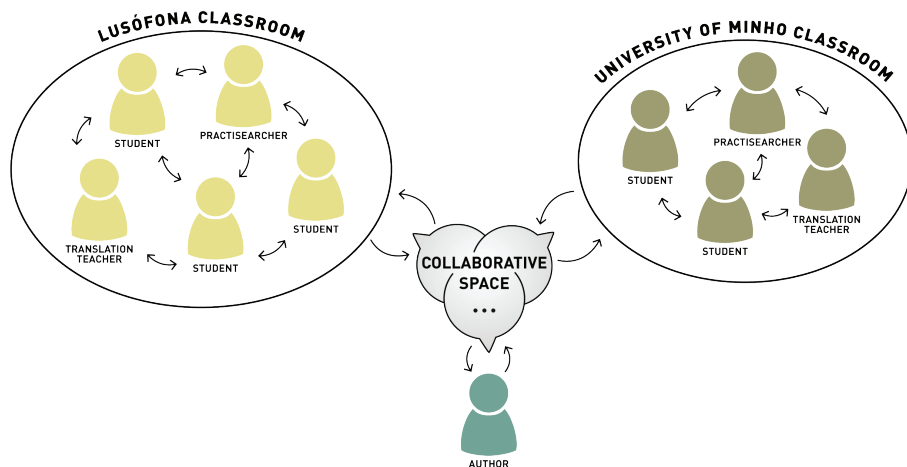 LUSÓFONA CLASSROOM
STUDENT
PRACTISEARCHER
STUDENT
TRANSLATION
TEACHER
STUDENT
UNIVERSITY OF MINHO CLASSROOM
PRACTISEARCHER
STUDENT
TRANSLATION
TEACHER
STUDENT
COLLABORATIVE
SPACE
...
AUTHOR